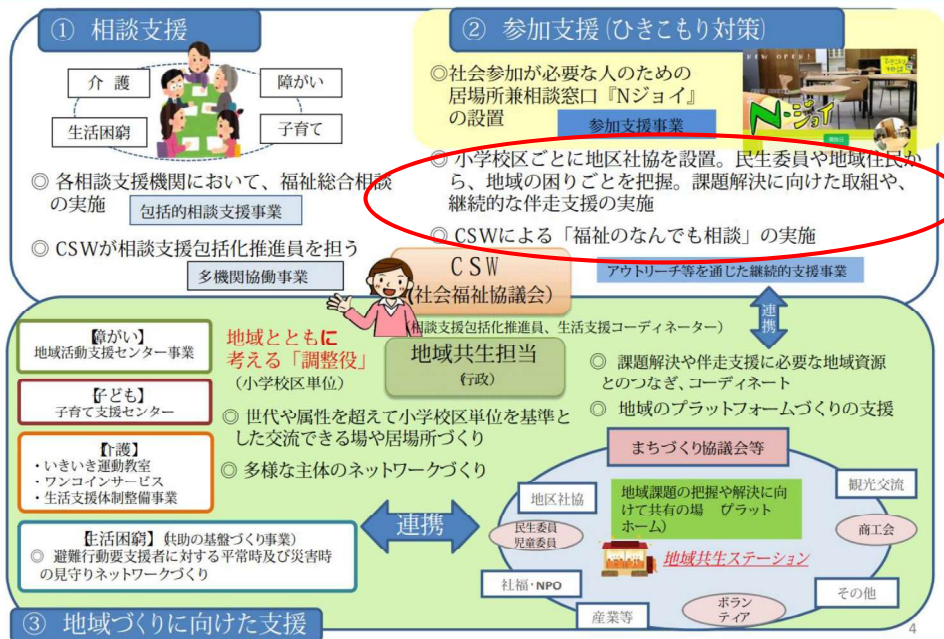 ① 相談支援
介 護
障がい
生活困窮
子育て
◎ 各相談支援機関において、福祉総合相談
の実施
包括的相談支援事業
◎ CSWが相談支援包括化推進員を担う
多機関協働事業
② 参加支援(ひきこもり対策)
◎社会参加が必要な人のための
居場所兼相談窓口『Nジョイ』
の設置
参加支援事業
N-ジョイ
◎ 小学校区ごとに地区社協を設置。民生委員や地域住民か
ら、地域の困りごとを把握。課題解決に向けた取組や、
継続的な伴走支援の実施
◎ CSWによる「福祉のなんでも相談」の実施
アウトリーチ等を通じた継続的支援事業
CSW
(社会福祉協議会)
(相談支援包括化推進員、生活支援コーディネーター)
地域共生担当
(行政)
連携
【障がい】
地域活動支援センター事業
【子ども】
子育て支援センター
【介護】
・いきいき運動教室
・ワンコインサービス
・生活支援体制整備事業
【生活困窮】(共助の基盤づくり事業)
◎ 避難行動要支援者に対する平常時及び災害
時の見守りネットワークづくり
地域とともに
考える「調整役」
(小学校区単位)
◎ 世代や属性を超えて小学校区単位を基準と
した交流できる場や居場所づくり
◎ 多様な主体のネットワークづくり
連携
◎ 課題解決や伴走支援に必要な地域資源
とのつなぎ、コーディネート
◎ 地域のプラットフォームづくりの支援
まちづくり協議会等
地区社協
地域課題の把握や解決に向
けて共有の場 (プラット
ホーム)
観光交流
民生委員
児童委員
商工会
地域共生ステーション
社福・NPO
その他
産業等
ボラン
ティア
③ 地域づくりに向けた支援
4